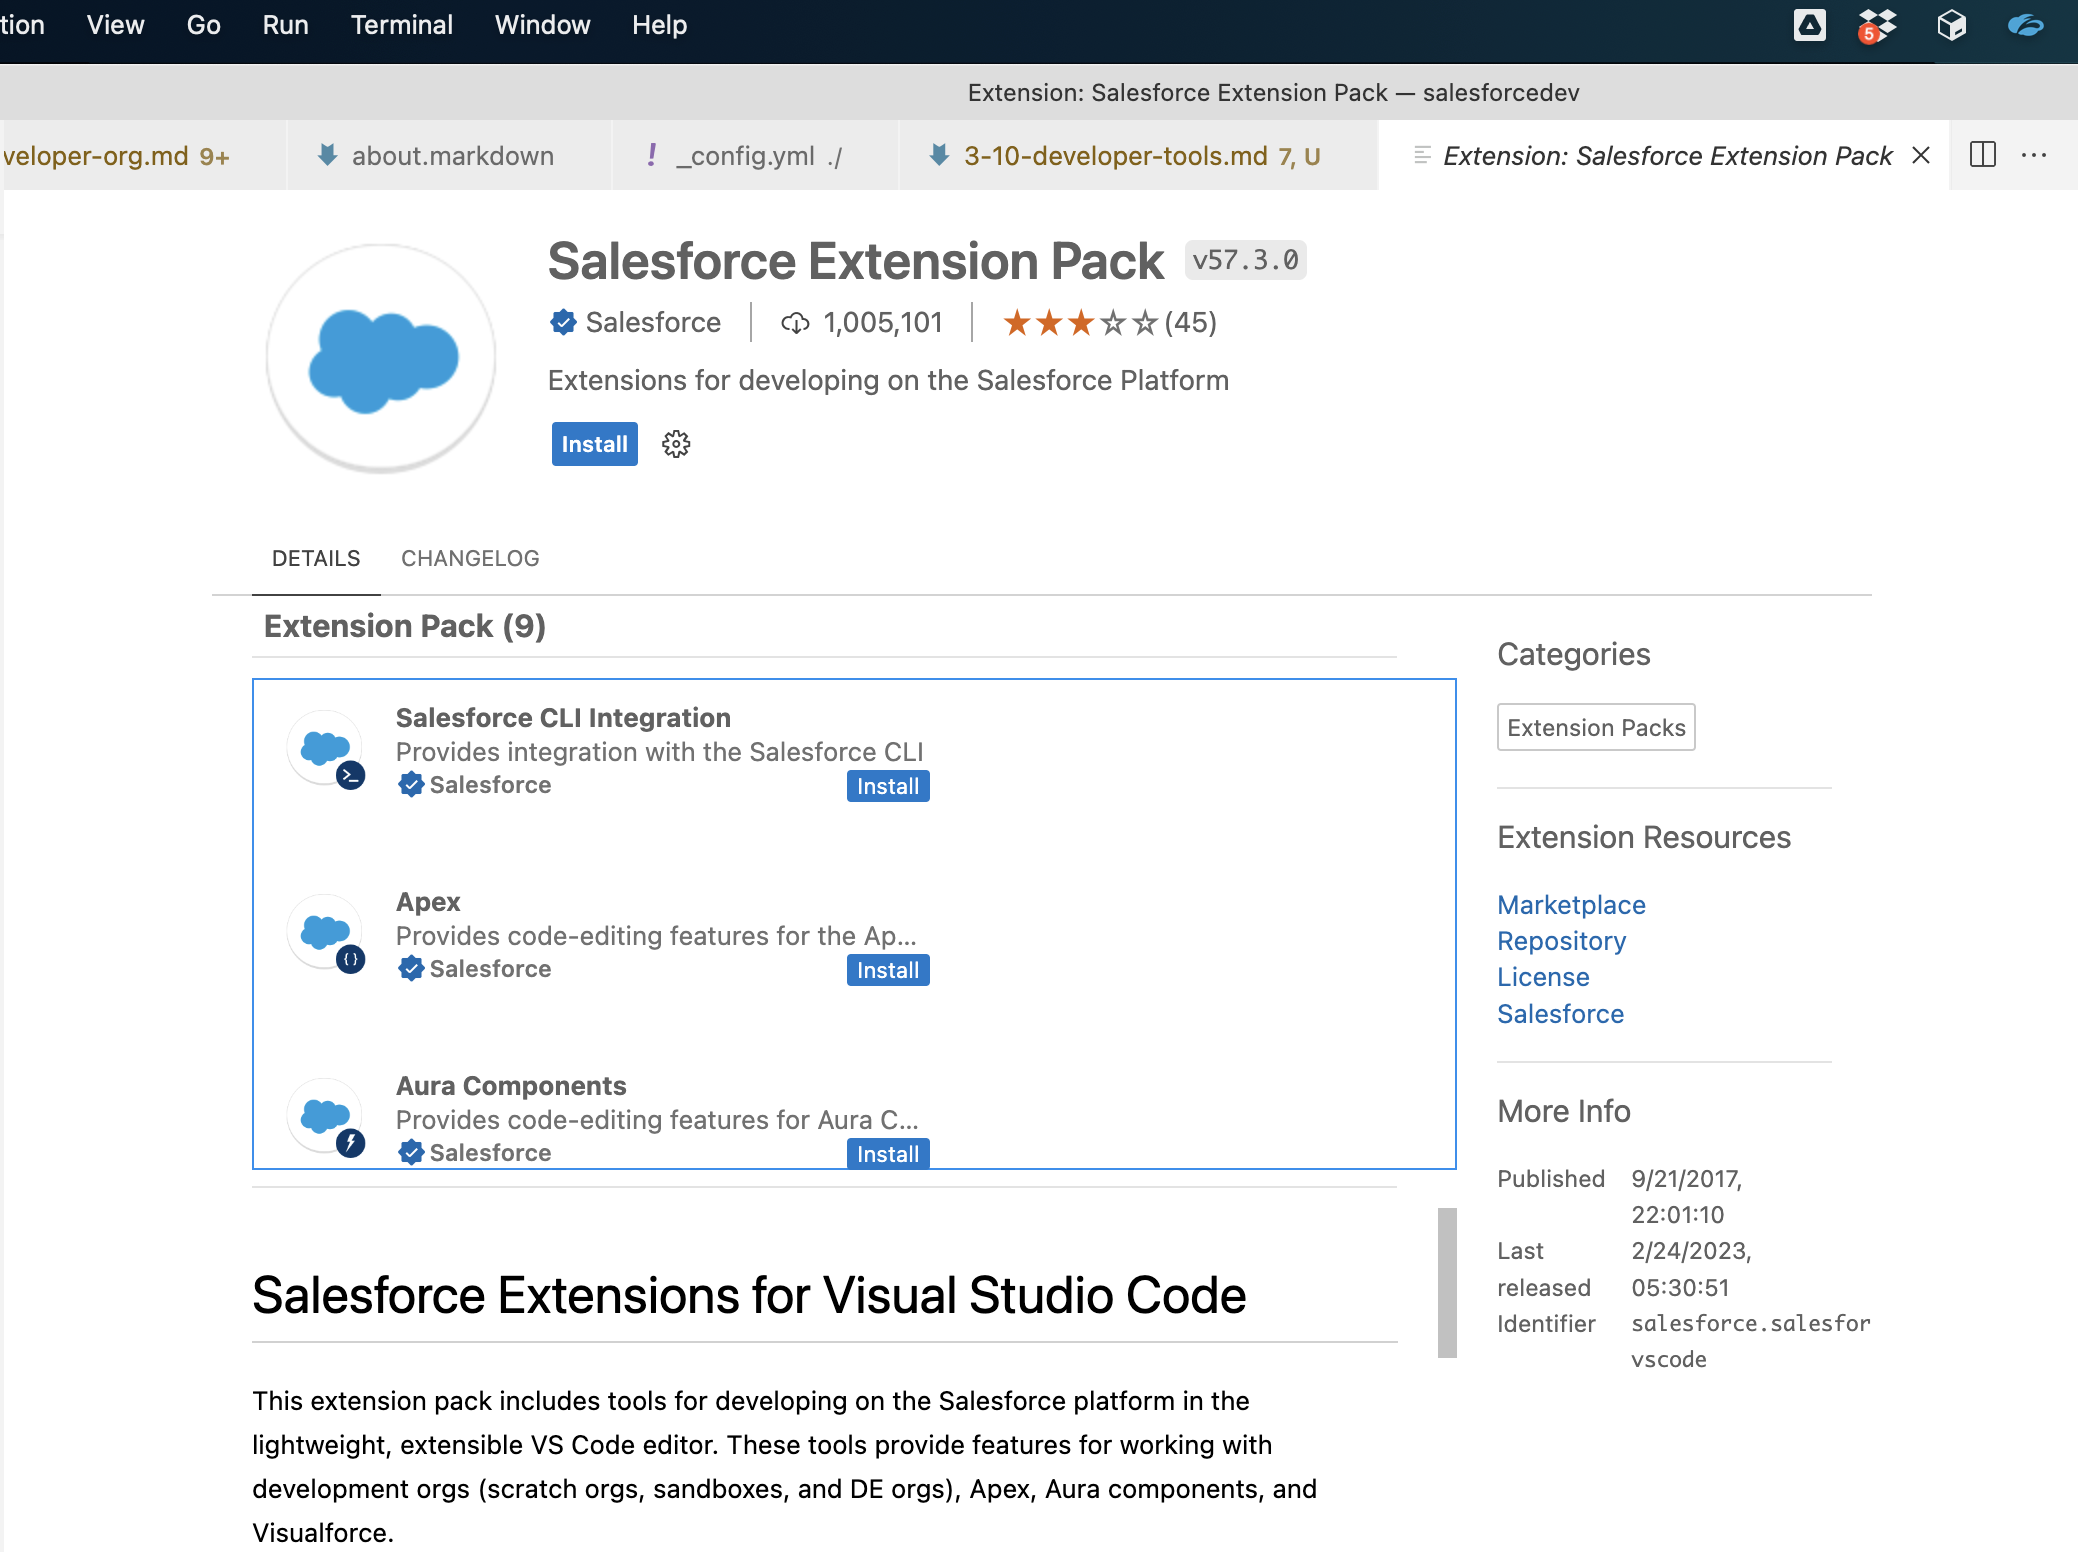 tion View Go Run Terminal Window Help
5
Extension: Salesforce Extension Pack — salesforcedev
veloper-org.md 9+ about.markdown ! _config.yml ./ 3-10-developer-tools.md 7, U Extension: Salesforce Extension Pack
Salesforce Extension Pack v57.3.0
Salesforce 1,005,101 (45)
Extensions for developing on the Salesforce Platform
Install
DETAILS CHANGELOG
Extension Pack (9)
Salesforce CLI Integration
Provides integration with the Salesforce CLI
Salesforce Install
Apex
Provides code-editing features for the Ap...
Salesforce Install
Aura Components
Provides code-editing features for Aura C...
Salesforce Install
Salesforce Extensions for Visual Studio Code
This extension pack includes tools for developing on the Salesforce platform in the
lightweight, extensible VS Code editor. These tools provide features for working with
development orgs (scratch orgs, sandboxes, and DE orgs), Apex, Aura components, and
Visualforce.
Categories
Extension Packs
Extension Resources
Marketplace
Repository
License
Salesforce
More Info
Published 9/21/2017,
22:01:10
Last 2/24/2023,
released 05:30:51
Identifier salesforce.salesfor
vscode